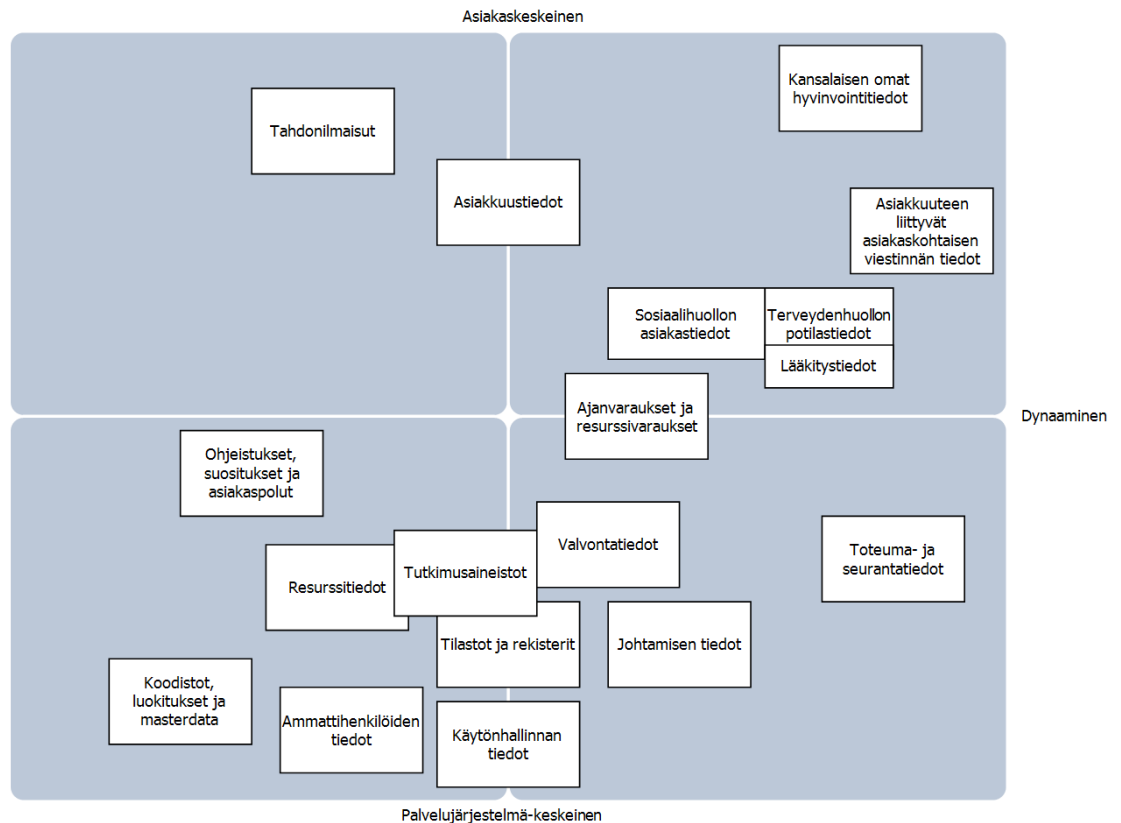 Asiakaskeskeinen
Kansalaisen omat
hyvinvointitiedot
Tahdonilmaisut
Asiakkuustiedot
Asiakkuuteen
liittyvät
asiakaskohtaisen
viestinnän tiedot
Sosiaalihuollon
asiakastiedot
Terveydenhuollon
potilastiedot
Lääkitystiedot
Ajanvaraukset ja
resurssivaraukset
Dynaaminen
Ohjeistukset,
suositukset ja
asiakaspolut
Valvontatiedot
Toteuma- ja
seurantatiedot
Tutkimusaineistot
Resurssitiedot
Tilastot ja rekisterit
Johtamisen tiedot
Koodistot,
luokitukset ja
masterdata
Ammattihenkilöiden
tiedot
Käytönhallinnan
tiedot
Palvelujärjestelmä-keskeinen